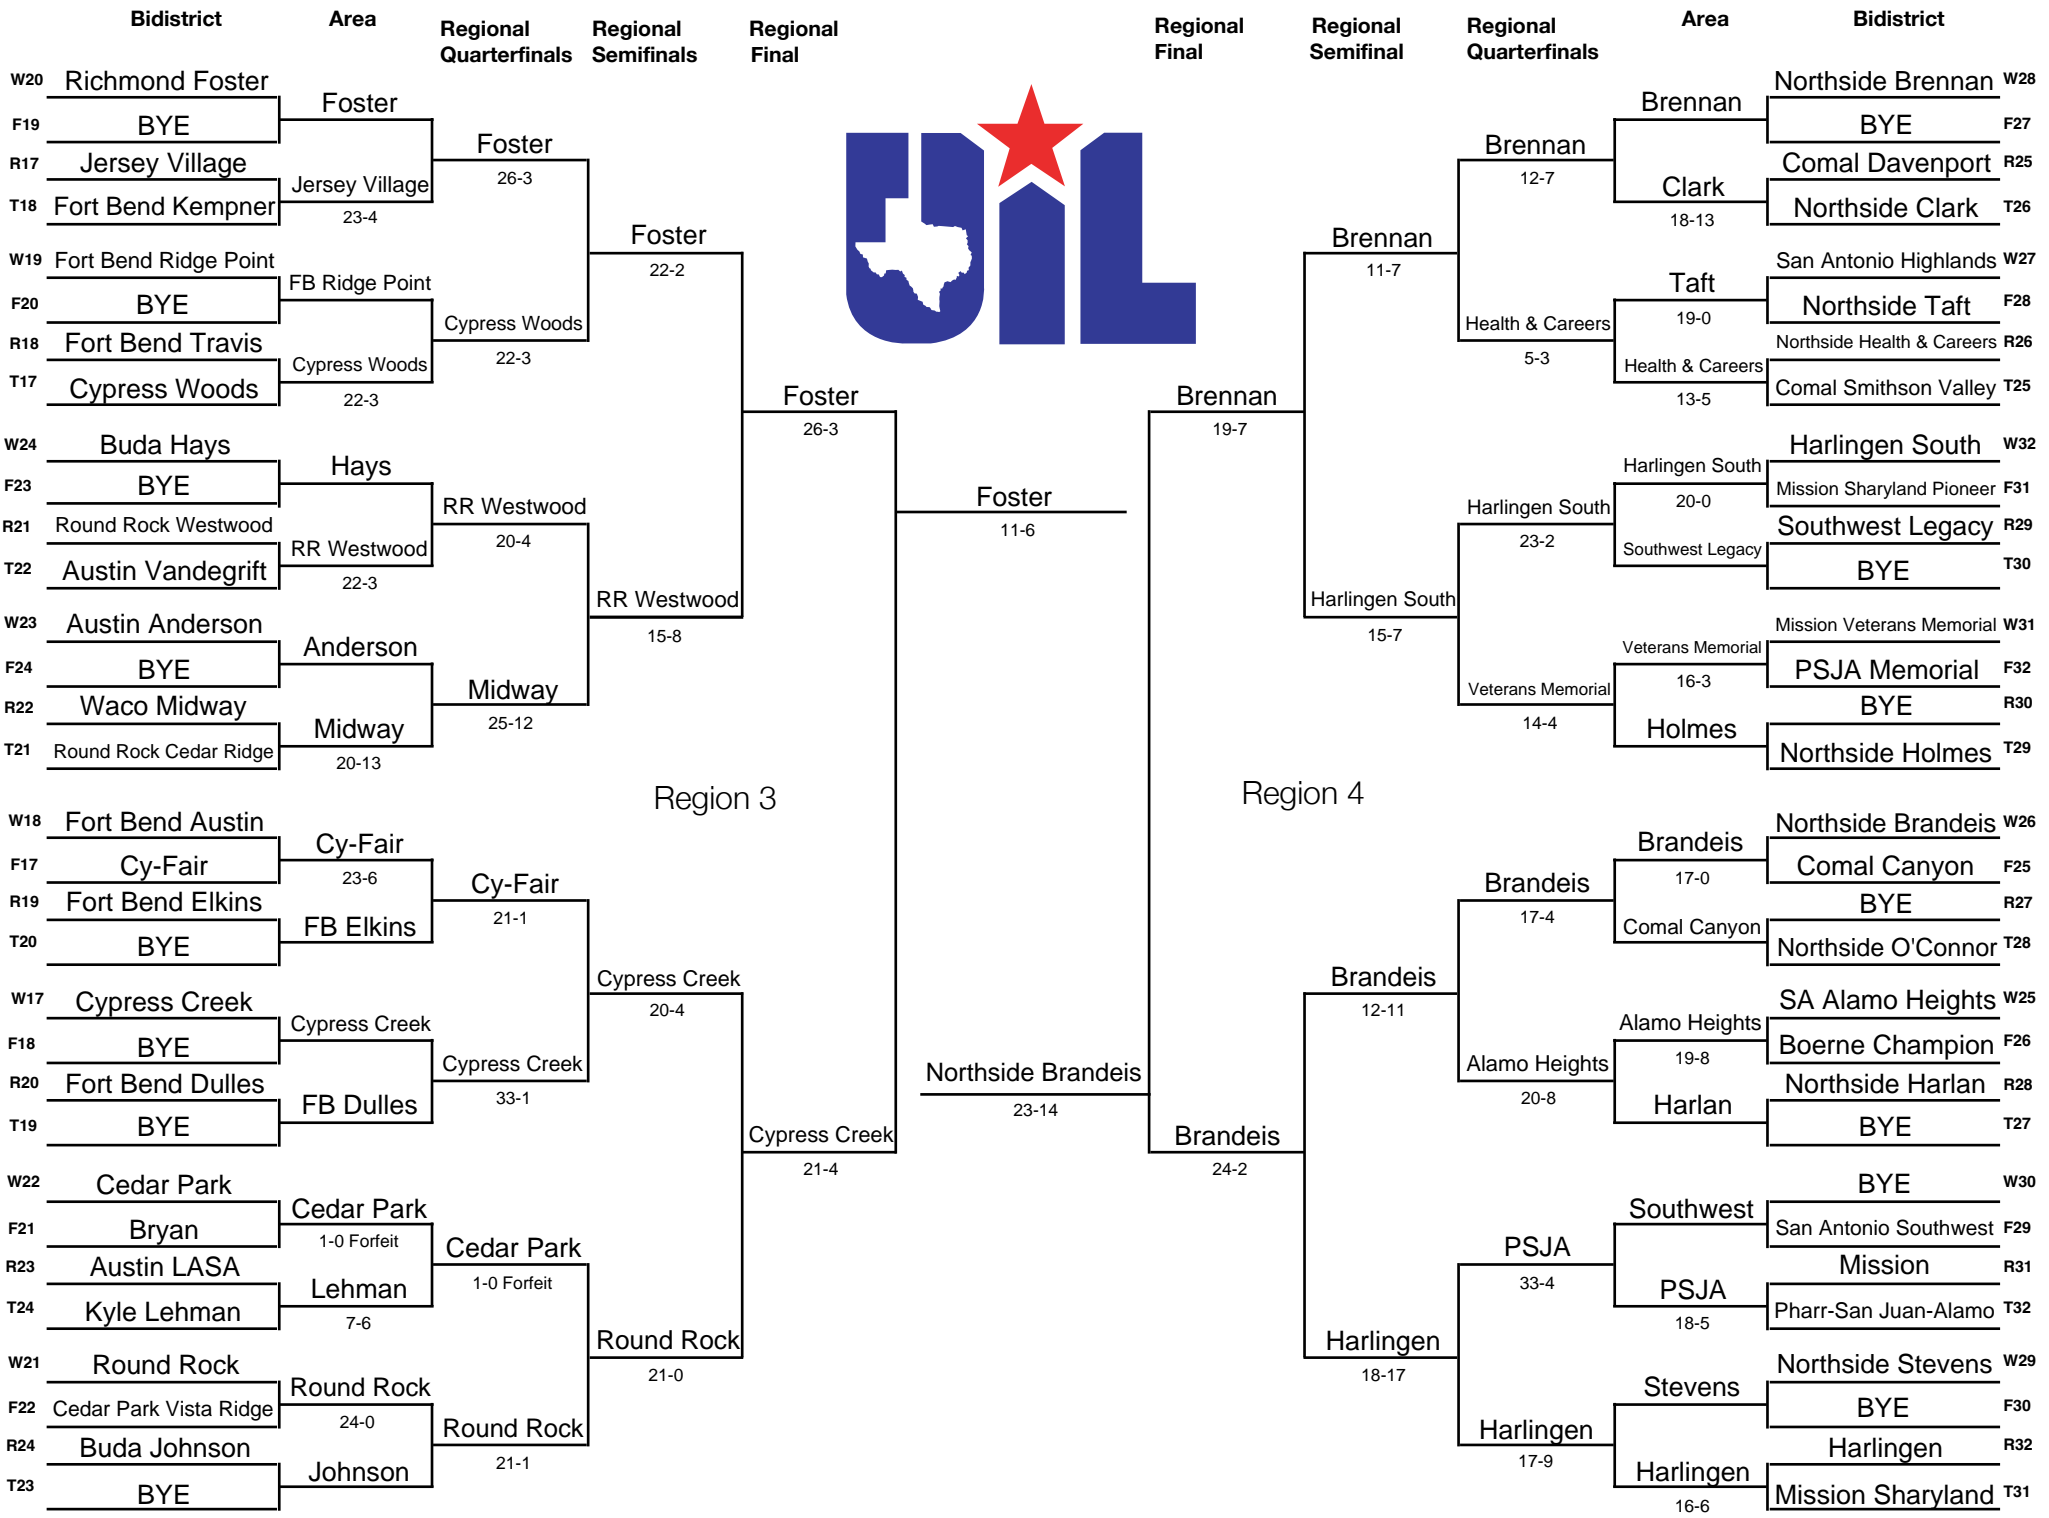 Bidistrict
Area
Regional
Quarterfinals
Regional
Semifinals
Regional
Final
Regional
Final
Regional
Semifinal
Regional
Quarterfinals
Area
Bidistrict
W20 Richmond Foster
F19 BYE
R17 Jersey Village
T18 Fort Bend Kempner
W19 Fort Bend Ridge Point
F20 BYE
R18 Fort Bend Travis
T17 Cypress Woods
W24 Buda Hays
F23 BYE
R21 Round Rock Westwood
T22 Austin Vandegrift
W23 Austin Anderson
F24 BYE
R22 Waco Midway
T21 Round Rock Cedar Ridge
W18 Fort Bend Austin
F17 Cy-Fair
R19 Fort Bend Elkins
T20 BYE
W17 Cypress Creek
F18 BYE
R20 Fort Bend Dulles
T19 BYE
W22 Cedar Park
F21 Bryan
R23 Austin LASA
T24 Kyle Lehman
W21 Round Rock
F22 Cedar Park Vista Ridge
R24 Buda Johnson
T23 BYE
Foster
Jersey Village
23-4
FB Ridge Point
Cypress Woods
22-3
Hays
RR Westwood
22-3
Anderson
Midway
20-13
Cy-Fair
23-6
FB Elkins
Cypress Creek
FB Dulles
Cedar Park
1-0 Forfeit
Lehman
7-6
Round Rock
24-0
Johnson
Foster
26-3
Cypress Woods
22-3
RR Westwood
20-4
Midway
25-12
Cy-Fair
21-1
Cypress Creek
33-1
Cedar Park
1-0 Forfeit
Round Rock
21-1
Foster
22-2
RR Westwood
15-8
Region 3
Cypress Creek
20-4
Round Rock
21-0
Foster
26-3
Cypress Creek
21-4
Foster
11-6
UIL
Northside Brandeis
23-14
Brennan
19-7
Brandeis
24-2
Brennan
11-7
Harlingen South
15-7
Region 4
Brandeis
12-11
Harlingen
18-17
Brennan
12-7
Health & Careers
5-3
Harlingen South
23-2
Veterans Memorial
14-4
Brandeis
17-4
Alamo Heights
20-8
PSJA
33-4
Harlingen
17-9
Brennan
Clark
18-13
Taft
19-0
Health & Careers
13-5
Harlingen South
20-0
Southwest Legacy
Veterans Memorial
16-3
Holmes
Brandeis
17-0
Comal Canyon
Alamo Heights
19-8
Harlan
Southwest
PSJA
18-5
Stevens
Harlingen
16-6
Northside Brennan W28
BYE F27
Comal Davenport R25
Northside Clark T26
San Antonio Highlands W27
Northside Taft F28
Northside Health & Careers R26
Comal Smithson Valley T25
Harlingen South W32
Mission Sharyland Pioneer F31
Southwest Legacy R29
BYE T30
Mission Veterans Memorial W31
PSJA Memorial F32
BYE R30
Northside Holmes T29
Northside Brandeis W26
Comal Canyon F25
BYE R27
Northside O'Connor T28
SA Alamo Heights W25
Boerne Champion F26
Northside Harlan R28
BYE T27
BYE W30
San Antonio Southwest F29
Mission R31
Pharr-San Juan-Alamo T32
Northside Stevens W29
BYE F30
Harlingen R32
Mission Sharyland T31